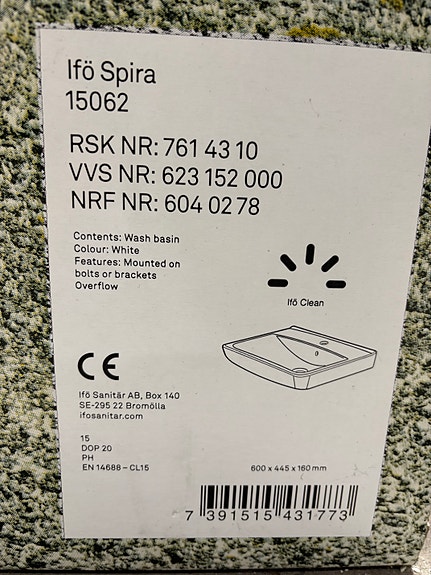 Ifö Spira
15062
RSK NR: 761 43 10
VVS NR: 623 152 000
NRF NR: 604 02 78
Contents: Wash basin
Colour: White
Features: Mounted on
bolts or brackets
Overflow
Ifö Clean
CE
Ifö Sanitär AB, Box 140
SE-295 22 Bromölla
ifosanitar.com
15
DOP 20
PH
EN 14688 – CL15
600 x 445 x 160 mm
7 391515 431773